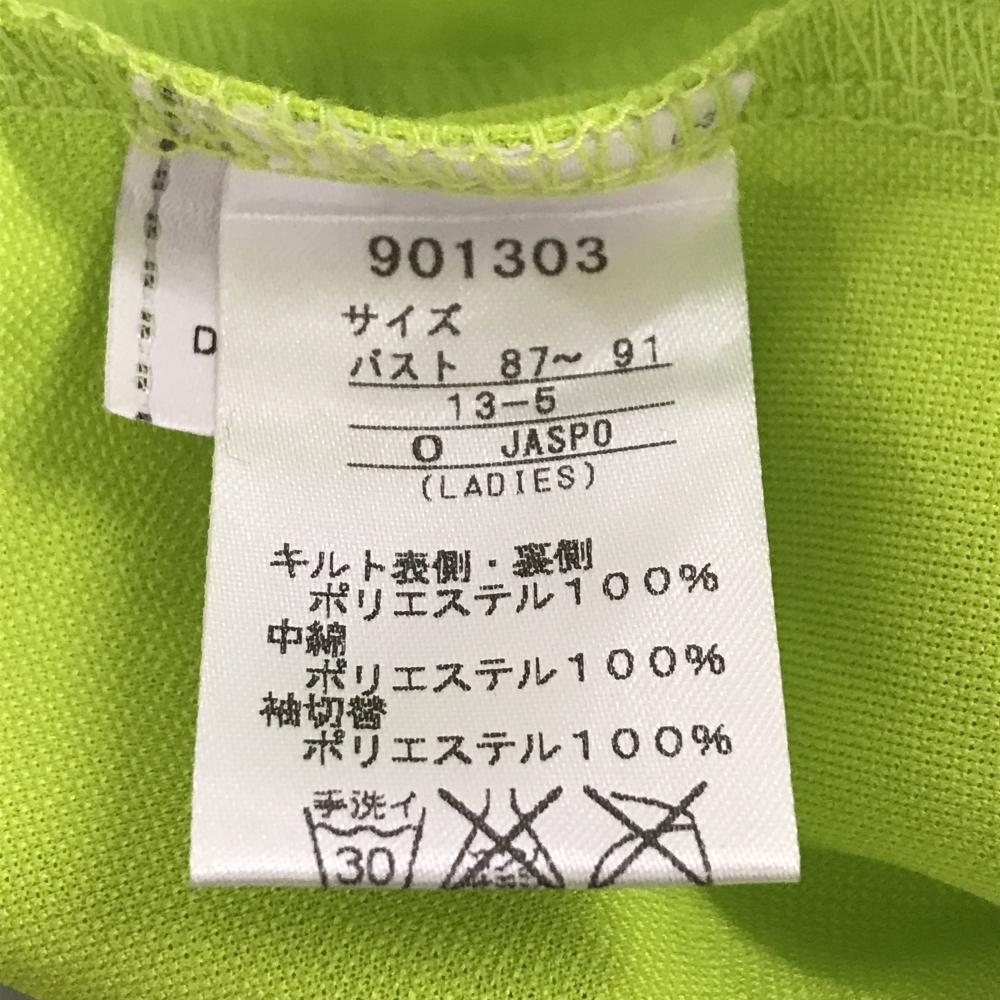 901303
サイズ
バスト 87～ 91
13-5
O JASPO
(LADIES)
キルト表側・裏側
ポリエステル100%
中綿
ポリエステル100%
袖切替
ポリエステル100%
手洗イ
30
D